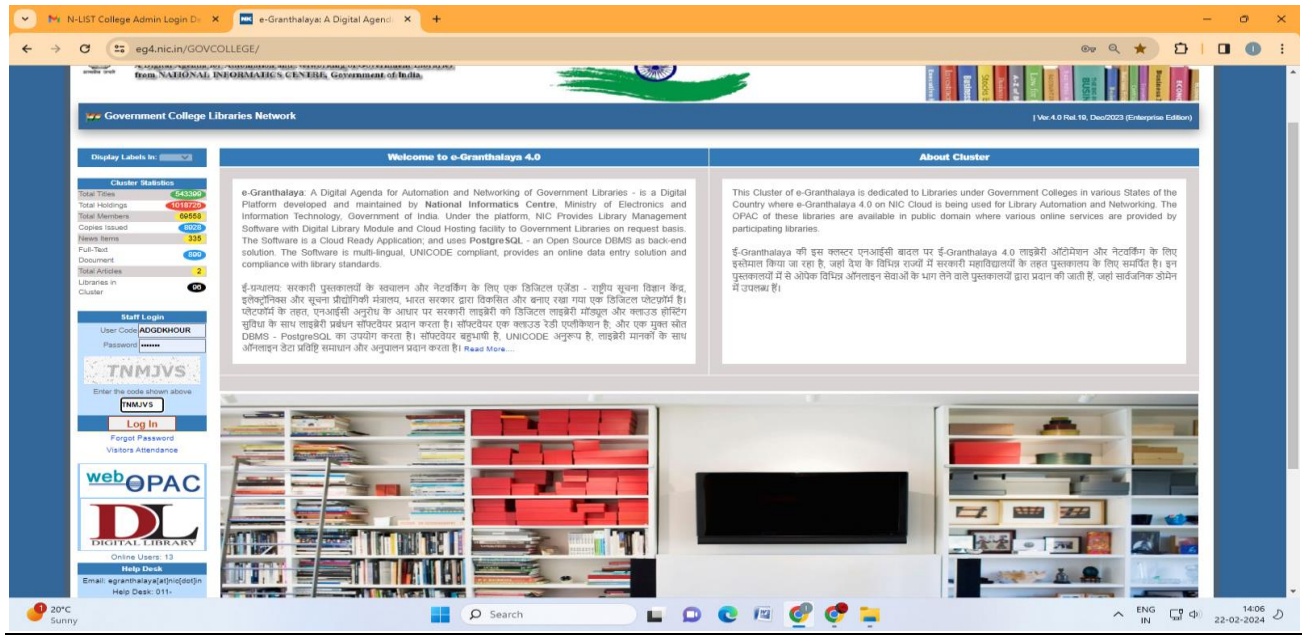 N-LIST College Admin Login De
e-Granthalaya: A Digital Agend
eg4.nic.in/GOVCOLLEGE/
from NATIONAL INFORMATICS CENTRE, Government of India
Government College Libraries Network
| Ver.4.0 Rel.19, Dec/2023 (Enterprise Edition)
Display Labels In:
Cluster Statistics
Total Titles 543399
Total Holdings 1018725
Total Members 69558
Copies Issued 8028
News Items 335
Full-Text
Document 899
Total Articles 2
Libraries in
Cluster 96
Staff Login
User Code ADGDKHOUR
Password •••••••
TNMJVS
Enter the code shown above
TNMJVS
Log In
Forgot Password
Visitors Attendance
web OPAC
DL
DIGITAL LIBRARY
Online Users: 13
Help Desk
Email: egranthalaya[at]nic[dot]in
Help Desk: 011-
Welcome to e-Granthalaya 4.0
e-Granthalaya: A Digital Agenda for Automation and Networking of Government Libraries - is a Digital
Platform developed and maintained by National Informatics Centre, Ministry of Electronics and
Information Technology, Government of India. Under the platform, NIC Provides Library Management
Software with Digital Library Module and Cloud Hosting facility to Government Libraries on request basis.
The Software is a Cloud Ready Application; and uses PostgreSQL - an Open Source DBMS as back-end
solution. The Software is multi-lingual, UNICODE compliant, provides an online data entry solution and
compliance with library standards.
ई-ग्रन्थालय: सरकारी पुस्तकालयों के स्वचालन और नेटवर्किंग के लिए एक डिजिटल एजेंडा - राष्ट्रीय सूचना विज्ञान केंद्र,
इलेक्ट्रॉनिक्स और सूचना प्रौद्योगिकी मंत्रालय, भारत सरकार द्वारा विकसित और बनाए रखा गया एक डिजिटल प्लेटफ़ॉर्म है।
प्लेटफॉर्म के तहत, एनआईसी अनुरोध के आधार पर सरकारी लाइब्रेरी को डिजिटल लाइब्रेरी मॉड्यूल और क्लाउड होस्टिंग
सुविधा के साथ लाइब्रेरी प्रबंधन सॉफ्टवेयर प्रदान करता है। सॉफ्टवेयर एक क्लाउड रेडी एप्लीकेशन है; और एक मुक्त स्रोत
DBMS - PostgreSQL का उपयोग करता है। सॉफ्टवेयर बहुभाषी है, UNICODE अनुरूप है, लाइब्रेरी मानकों के साथ
ऑनलाइन डेटा प्रविष्टि समाधान और अनुपालन प्रदान करता है। Read More....
About Cluster
This Cluster of e-Granthalaya is dedicated to Libraries under Government Colleges in various States of the
Country where e-Granthalaya 4.0 on NIC Cloud is being used for Library Automation and Networking. The
OPAC of these libraries are available in public domain where various online services are provided by
participating libraries.
ई-Granthalaya की इस क्लस्टर एनआईसी बादल पर ई-Granthalaya 4.0 लाइब्रेरी ऑटोमेशन और नेटवर्किंग के लिए
इस्तेमाल किया जा रहा है, जहां देश के विभिन्न राज्यों में सरकारी महाविद्यालयों के तहत पुस्तकालय के लिए समर्पित है। इन
पुस्तकालयों में से ओपेक विभिन्न ऑनलाइन सेवाओं के भाग लेने वाले पुस्तकालयों द्वारा प्रदान की जाती हैं, जहां सार्वजनिक डोमेन
में उपलब्ध हैं।
20°C
Sunny
Search
ENG
IN
14:06
22-02-2024